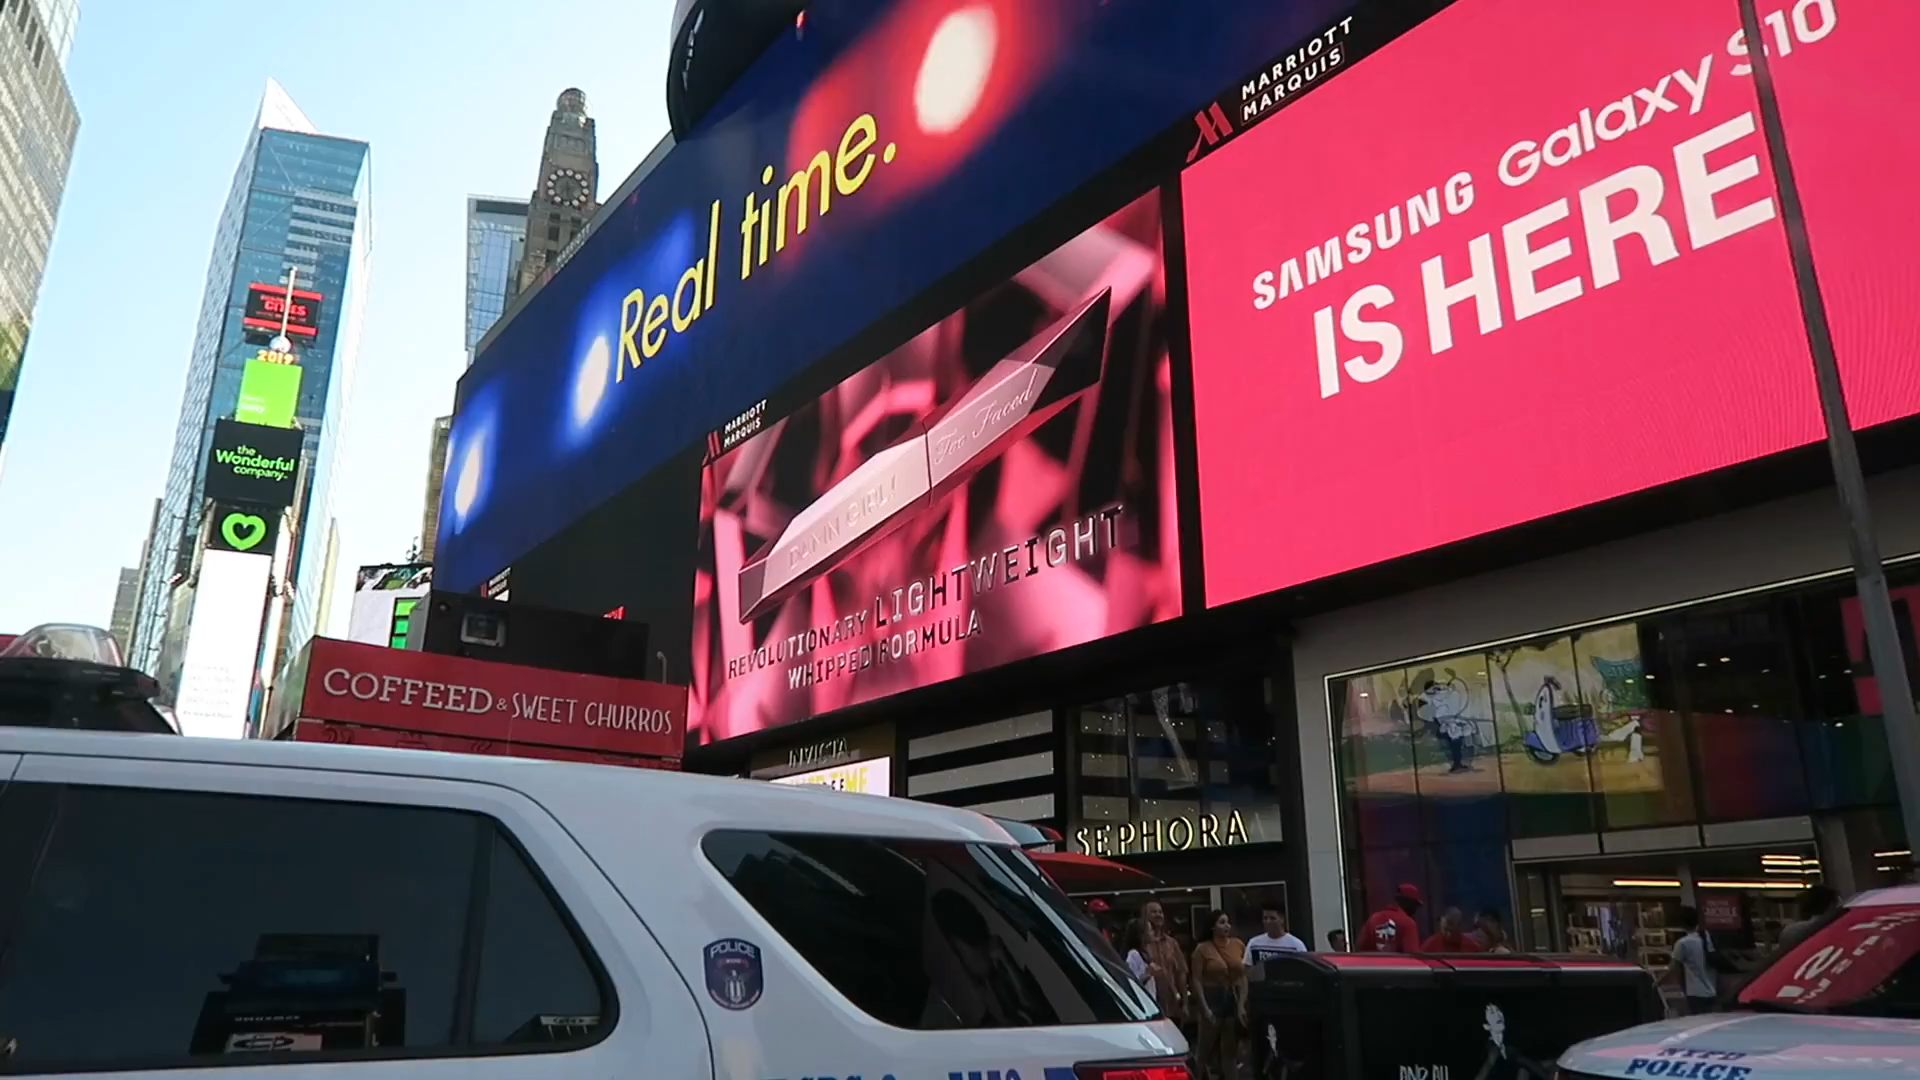 Real time.
MARRIOTT
MARQUIS
SAMSUNG Galaxy S10
IS HERE
MARRIOTT
MARQUIS
DAMN GIRL!
Too Faced
REVOLUTIONARY LIGHTWEIGHT
WHIPPED FORMULA
CITIES
2019
the
Wonderful
company
COFFEED & SWEET CHURROS
INVICTA
SEPHORA
POLICE
NYPD
POLICE